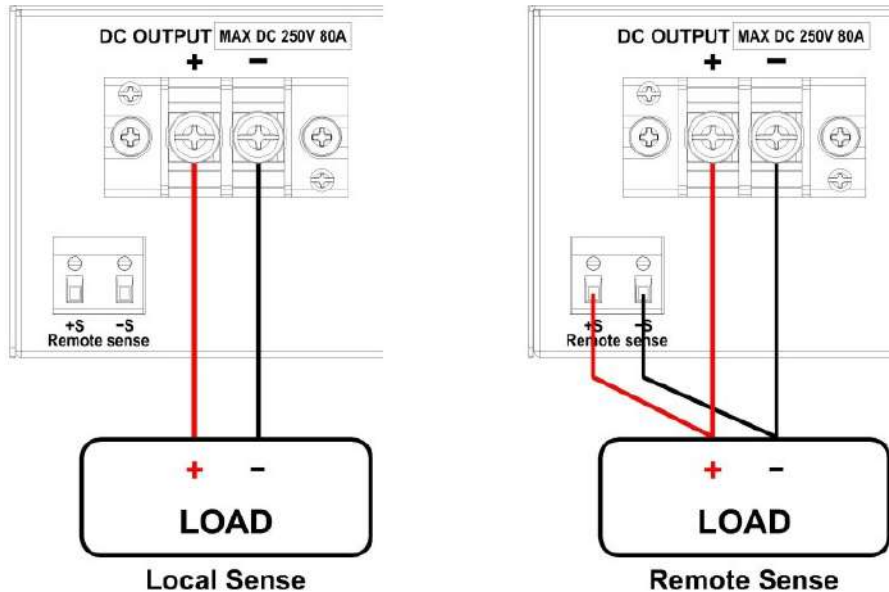 DC OUTPUT MAX DC 250V 80A
+ −
+S −S
Remote sense
+ −
LOAD
Local Sense
DC OUTPUT MAX DC 250V 80A
+ −
+S −S
Remote sense
+ −
LOAD
Remote Sense